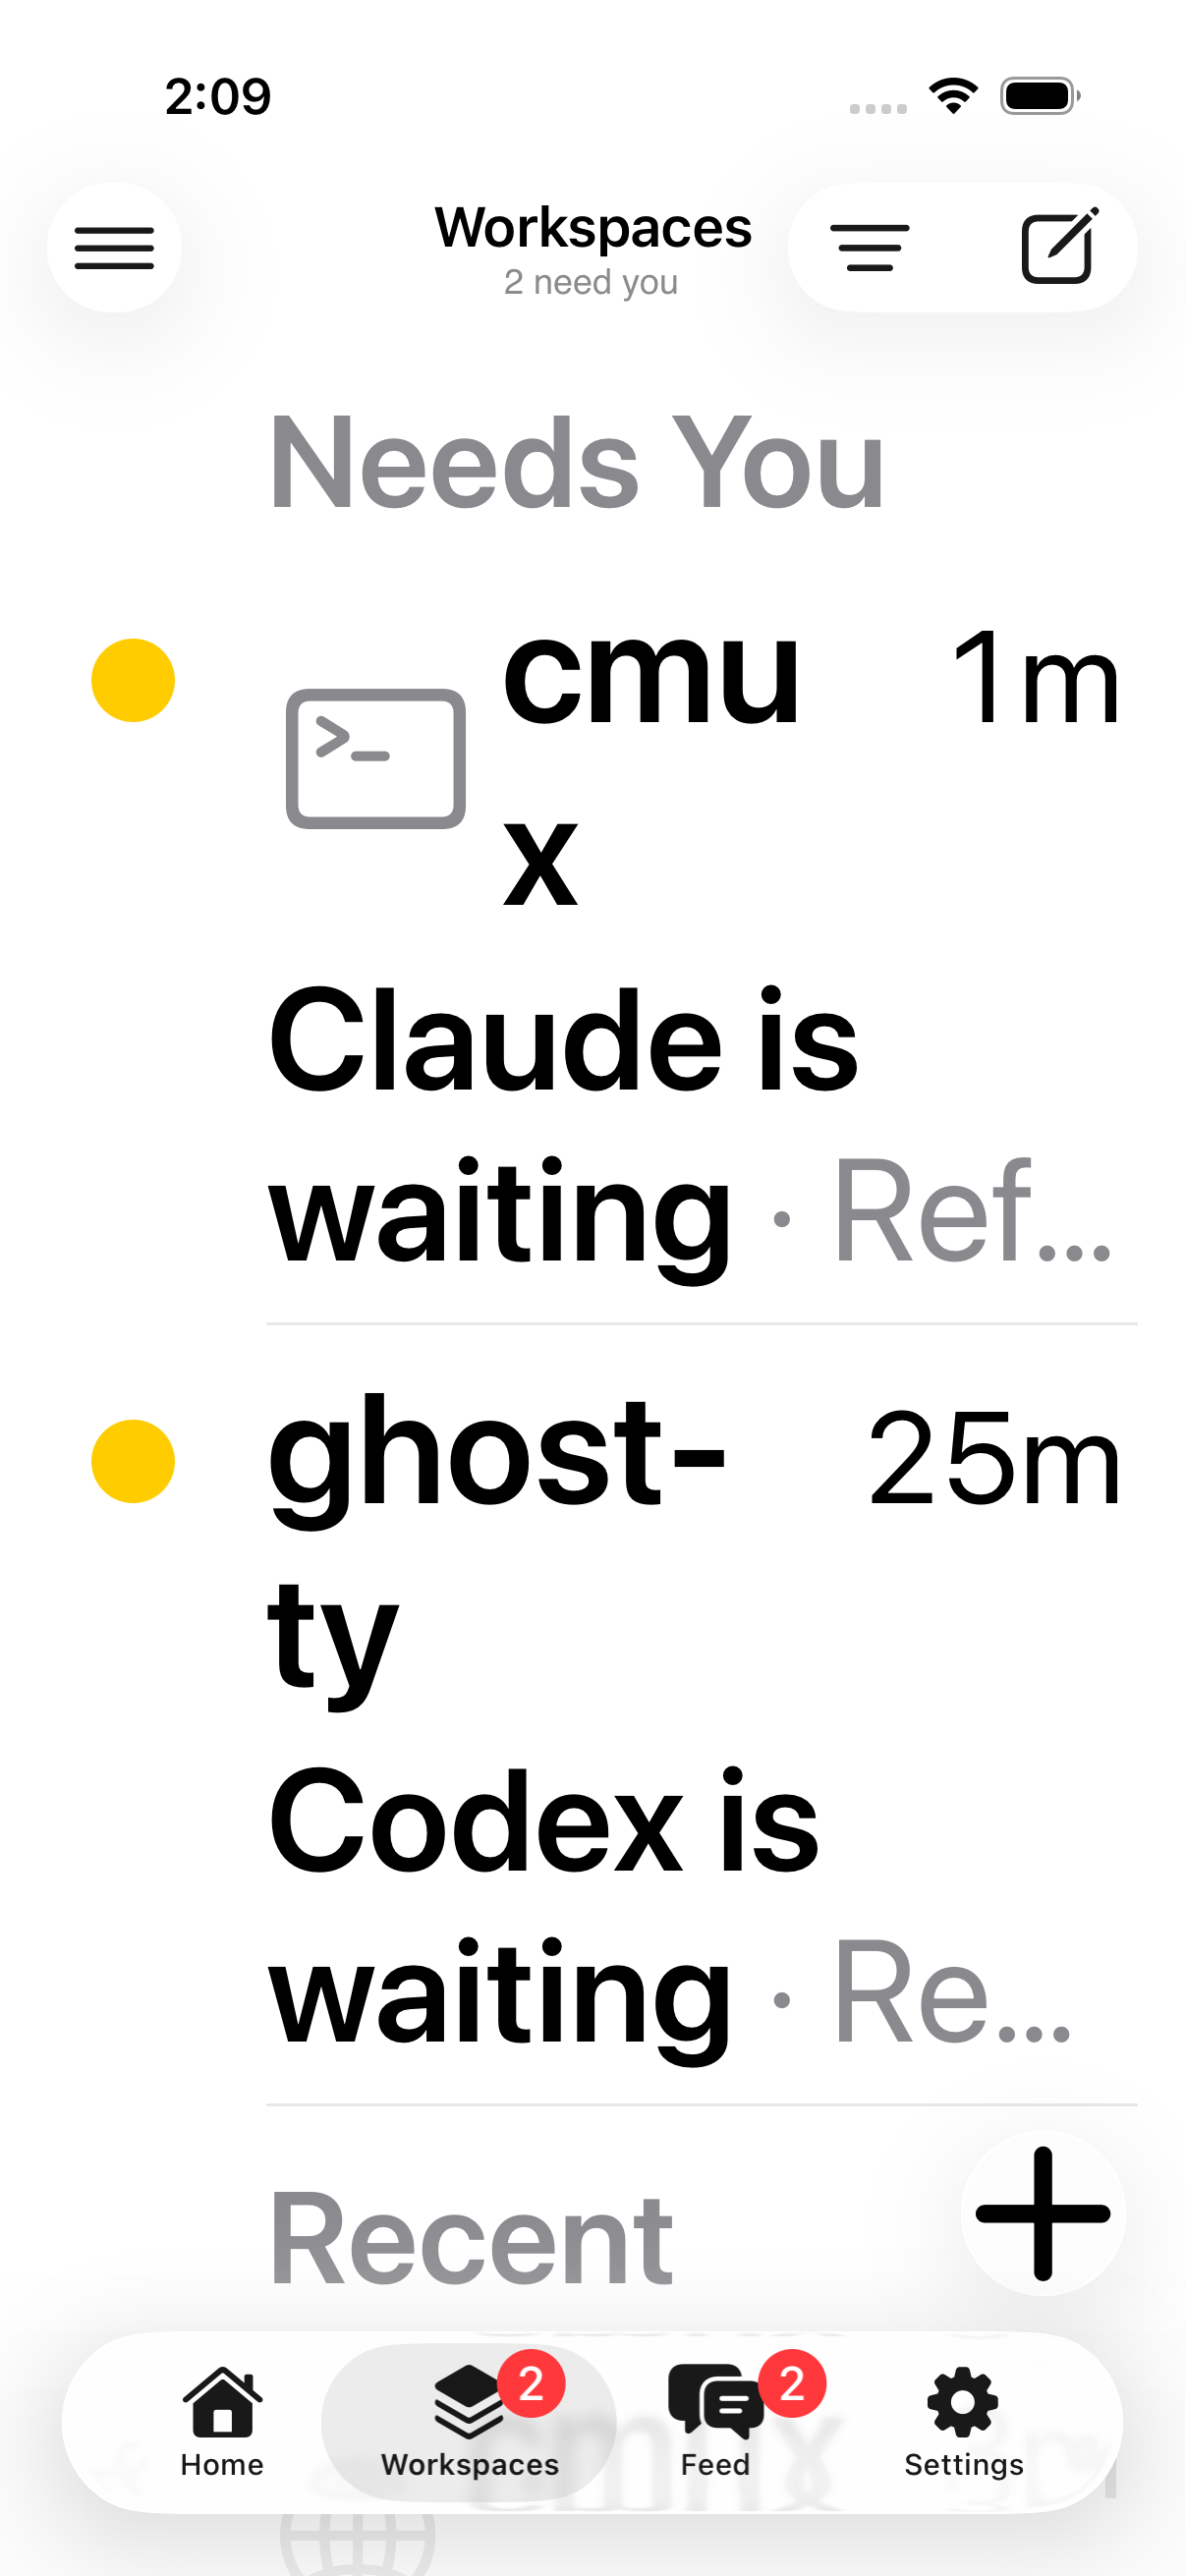 2:09
Workspaces
2 need you
Needs You
cmu 1m
x
Claude is
waiting · Ref...
ghost- 25m
ty
Codex is
waiting · Re...
Recent
2 2
Home Workspaces Feed Settings